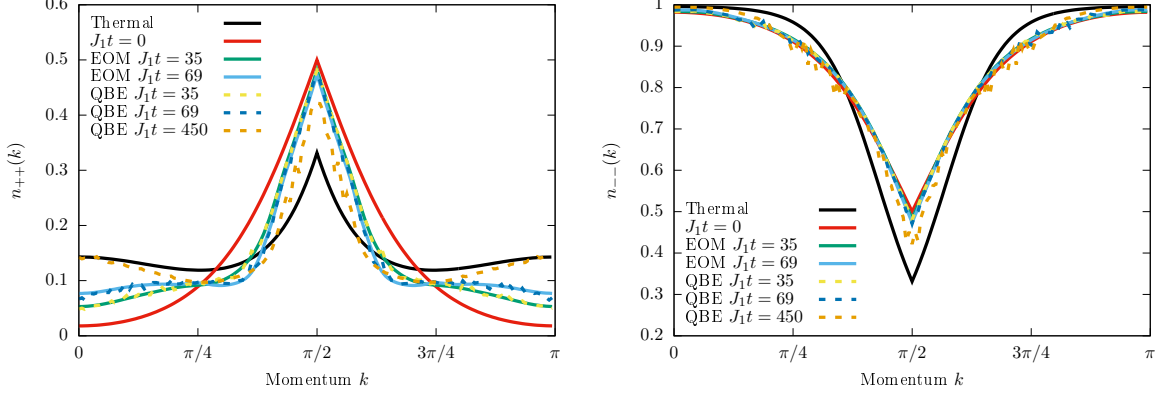 0.6
0.5
0.4
0.3
0.2
0.1
0
n₊₊(k)
Thermal
J₁t = 0
EOM J₁t = 35
EOM J₁t = 69
QBE J₁t = 35
QBE J₁t = 69
QBE J₁t = 450
0 π/4 π/2 3π/4 π
Momentum k
1
0.9
0.8
0.7
0.6
0.5
0.4
0.3
0.2
n₋₋(k)
Thermal
J₁t = 0
EOM J₁t = 35
EOM J₁t = 69
QBE J₁t = 35
QBE J₁t = 69
QBE J₁t = 450
0 π/4 π/2 3π/4 π
Momentum k